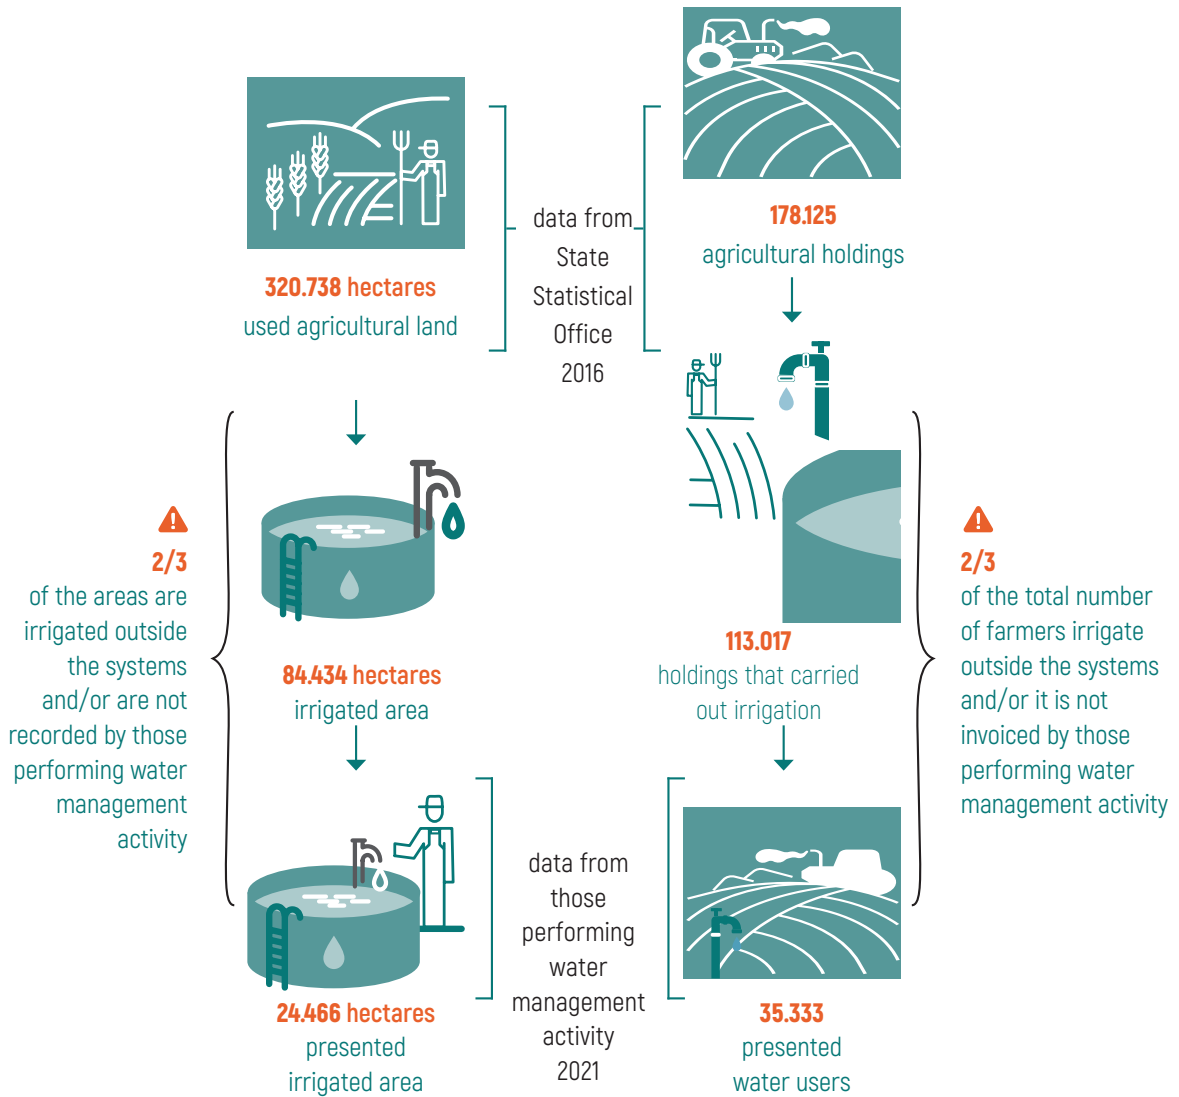 320.738 hectares
used agricultural land
data from
State
Statistical
Office
2016
178.125
agricultural holdings
2/3
of the areas are
irrigated outside
the systems
and/or are not
recorded by those
performing water
management
activity
84.434 hectares
irrigated area
113.017
holdings that carried
out irrigation
2/3
of the total number
of farmers irrigate
outside the systems
and/or it is not
invoiced by those
performing water
management activity
24.466 hectares
presented
irrigated area
data from
those
performing
water
management
activity
2021
35.333
presented
water users